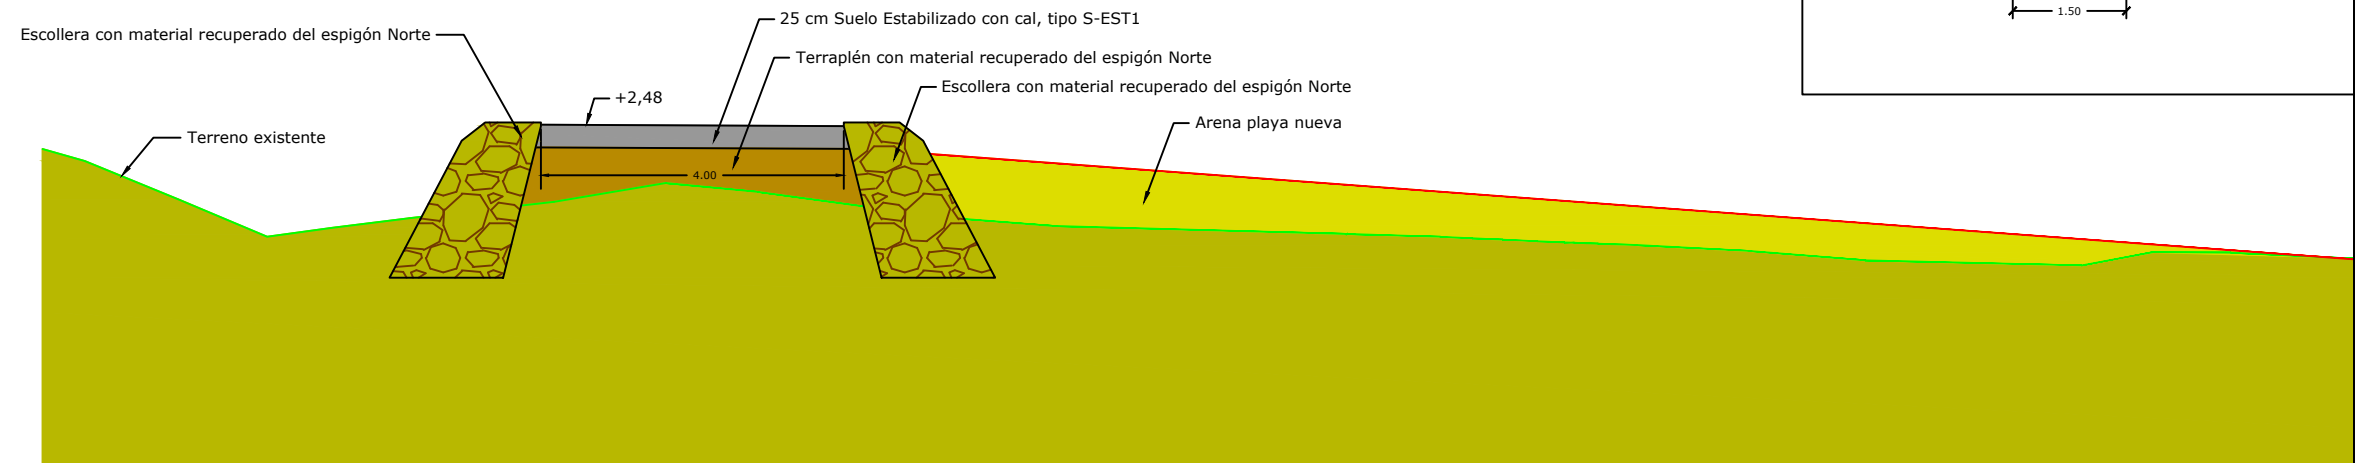 25 cm Suelo Estabilizado con cal, tipo S-EST1
1.50
Escollera con material recuperado del espigón Norte
Terraplén con material recuperado del espigón Norte
Escollera con material recuperado del espigón Norte
+2,48
Arena playa nueva
Terreno existente
4.00